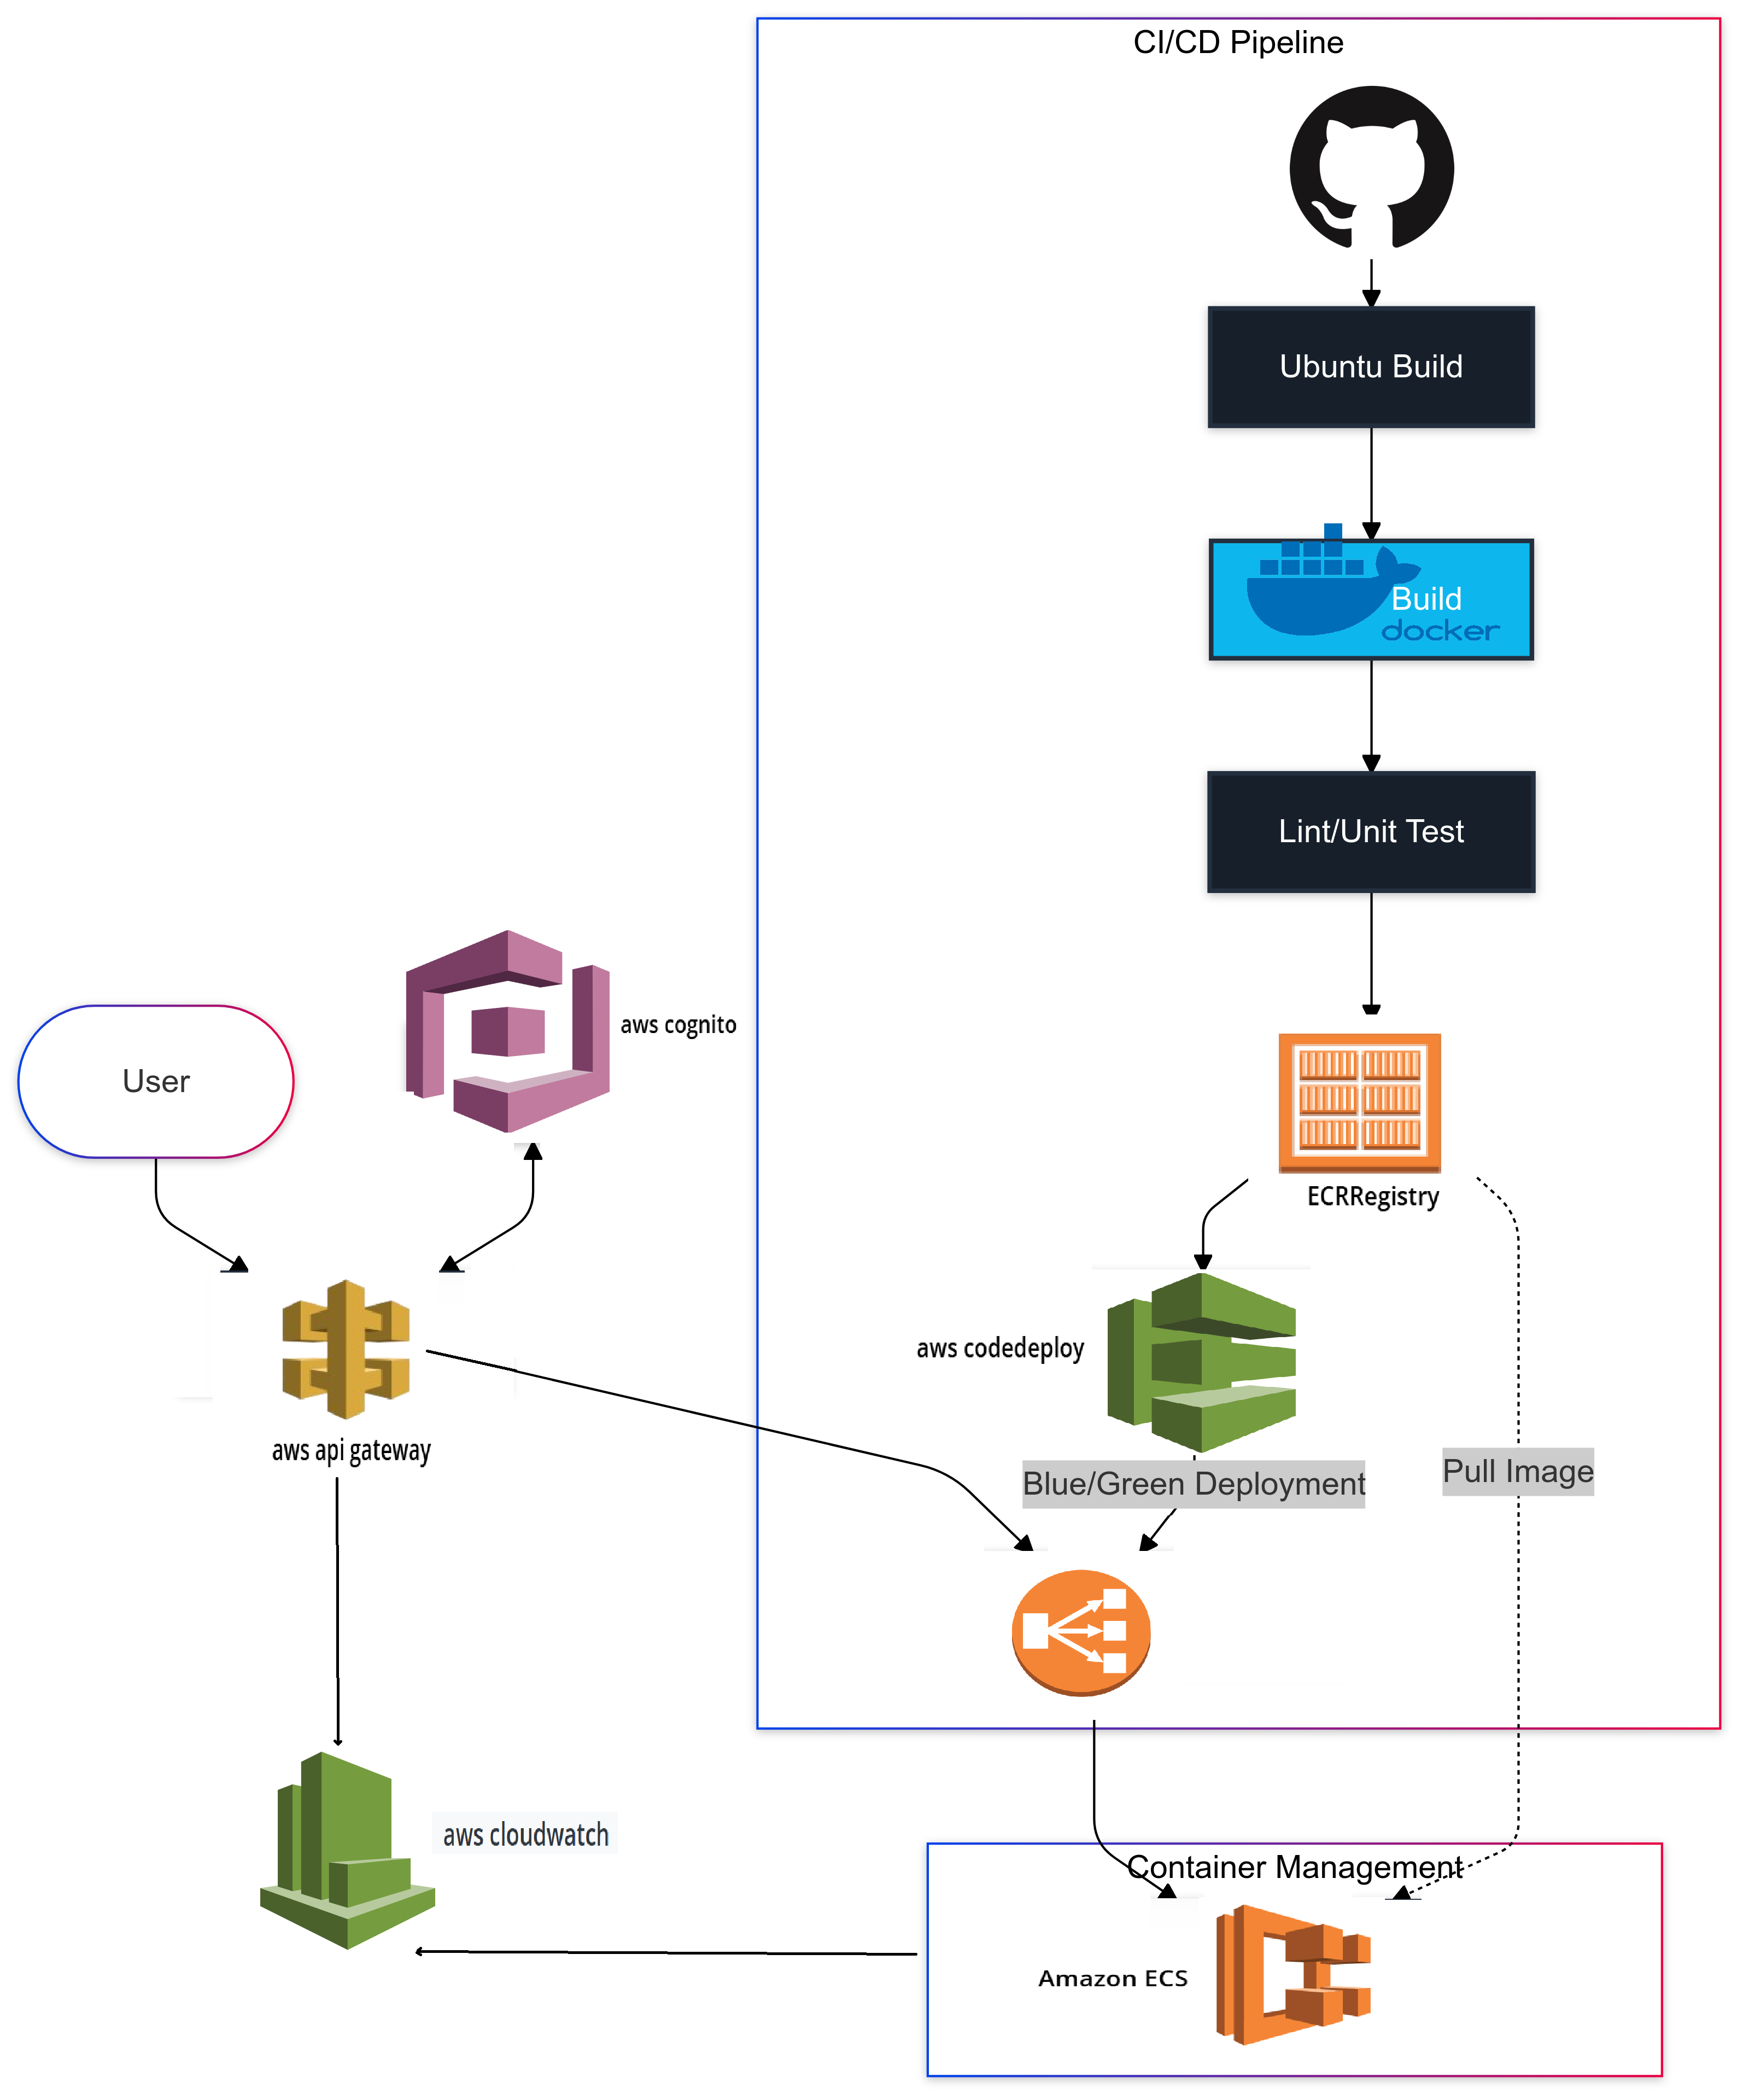 CI/CD Pipeline
Ubuntu Build
Build
docker
Lint/Unit Test
aws cognito
User
ECRRegistry
aws codedeploy
aws api gateway
Pull Image
Blue/Green Deployment
aws cloudwatch
Container Management
Amazon ECS